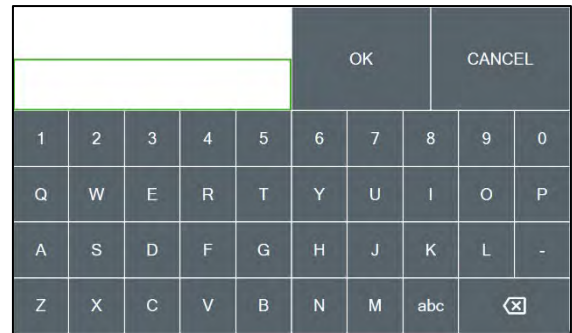 OK CANCEL
1 2 3 4 5 6 7 8 9 0
Q W E R T Y U I O P
A S D F G H J K L -
Z X C V B N M abc